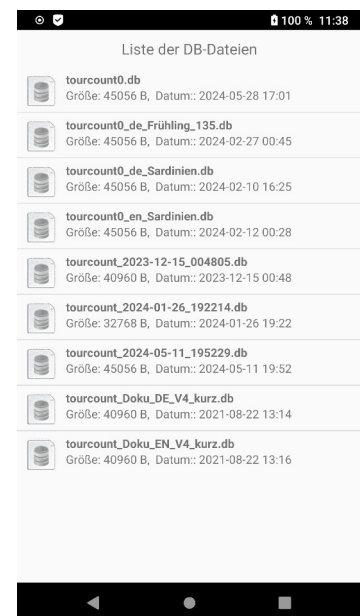 100 % 11:38
Liste der DB-Dateien
tourcount0.db
Größe: 45056 B, Datum:: 2024-05-28 17:01
tourcount0_de_Frühling_135.db
Größe: 45056 B, Datum:: 2024-02-27 00:45
tourcount0_de_Sardinien.db
Größe: 45056 B, Datum:: 2024-02-10 16:25
tourcount0_en_Sardinien.db
Größe: 45056 B, Datum:: 2024-02-12 00:28
tourcount_2023-12-15_004805.db
Größe: 40960 B, Datum:: 2023-12-15 00:48
tourcount_2024-01-26_192214.db
Größe: 32768 B, Datum:: 2024-01-26 19:22
tourcount_2024-05-11_195229.db
Größe: 45056 B, Datum:: 2024-05-11 19:52
tourcount_Doku_DE_V4_kurz.db
Größe: 40960 B, Datum:: 2021-08-22 13:14
tourcount_Doku_EN_V4_kurz.db
Größe: 40960 B, Datum:: 2021-08-22 13:16